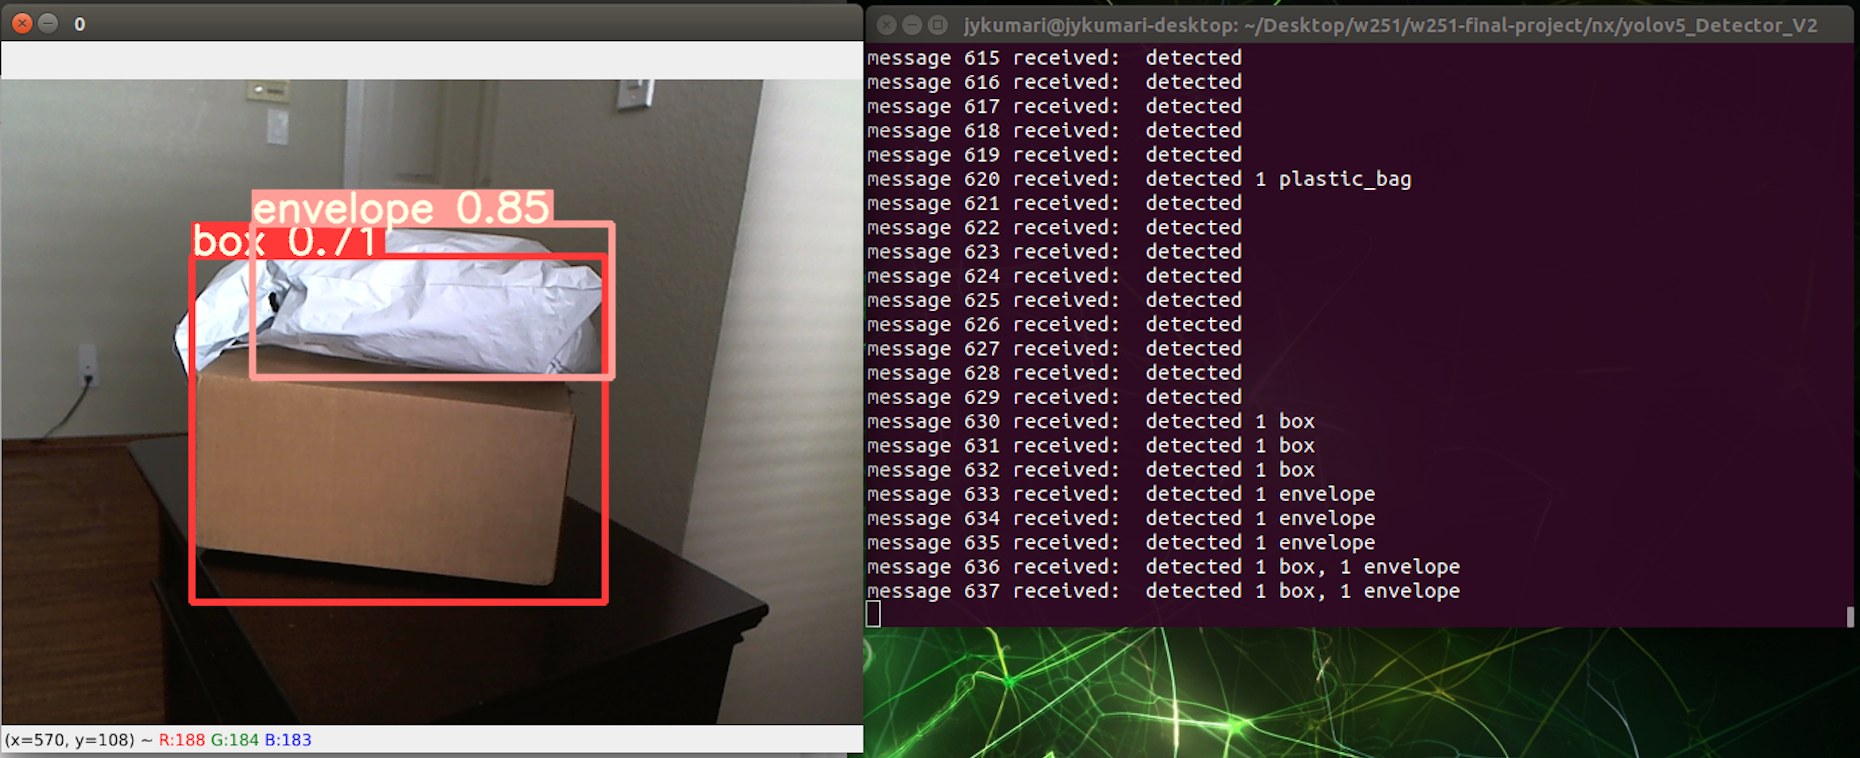 0
envelope 0.85
box 0.71
(x=570, y=108) ~ R:188 G:184 B:183
jykumari@jykumari-desktop: ~/Desktop/w251/w251-final-project/nx/yolov5_Detector_V2
message 615 received:  detected
message 616 received:  detected
message 617 received:  detected
message 618 received:  detected
message 619 received:  detected
message 620 received:  detected 1 plastic_bag
message 621 received:  detected
message 622 received:  detected
message 623 received:  detected
message 624 received:  detected
message 625 received:  detected
message 626 received:  detected
message 627 received:  detected
message 628 received:  detected
message 629 received:  detected
message 630 received:  detected 1 box
message 631 received:  detected 1 box
message 632 received:  detected 1 box
message 633 received:  detected 1 envelope
message 634 received:  detected 1 envelope
message 635 received:  detected 1 envelope
message 636 received:  detected 1 box, 1 envelope
message 637 received:  detected 1 box, 1 envelope